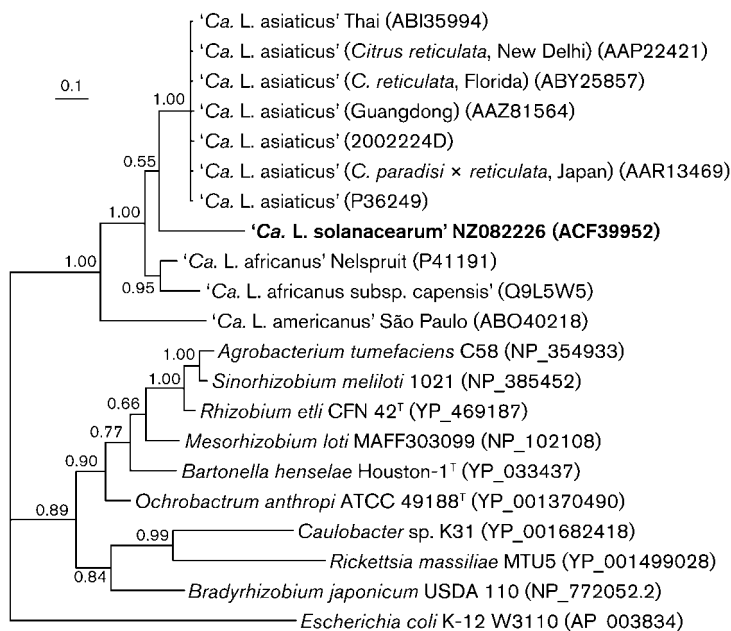 'Ca. L. asiaticus' Thai (ABI35994)
'Ca. L. asiaticus' (Citrus reticulata, New Delhi) (AAP22421)
0.1
'Ca. L. asiaticus' (C. reticulata, Florida) (ABY25857)
1.00
'Ca. L. asiaticus' (Guangdong) (AAZ81564)
'Ca. L. asiaticus' (2002224D)
0.55
'Ca. L. asiaticus' (C. paradisi × reticulata, Japan) (AAR13469)
'Ca. L. asiaticus' (P36249)
1.00
'Ca. L. solanacearum' NZ082226 (ACF39952)
1.00
'Ca. L. africanus' Nelspruit (P41191)
0.95
'Ca. L. africanus subsp. capensis' (Q9L5W5)
'Ca. L. americanus' São Paulo (ABO40218)
1.00
Agrobacterium tumefaciens C58 (NP_354933)
1.00
Sinorhizobium meliloti 1021 (NP_385452)
0.66
Rhizobium etli CFN 42ᵀ (YP_469187)
0.77
Mesorhizobium loti MAFF303099 (NP_102108)
0.90
Bartonella henselae Houston-1ᵀ (YP_033437)
Ochrobactrum anthropi ATCC 49188ᵀ (YP_001370490)
0.89
0.99
Caulobacter sp. K31 (YP_001682418)
Rickettsia massiliae MTU5 (YP_001499028)
0.84
Bradyrhizobium japonicum USDA 110 (NP_772052.2)
Escherichia coli K-12 W3110 (AP_003834)